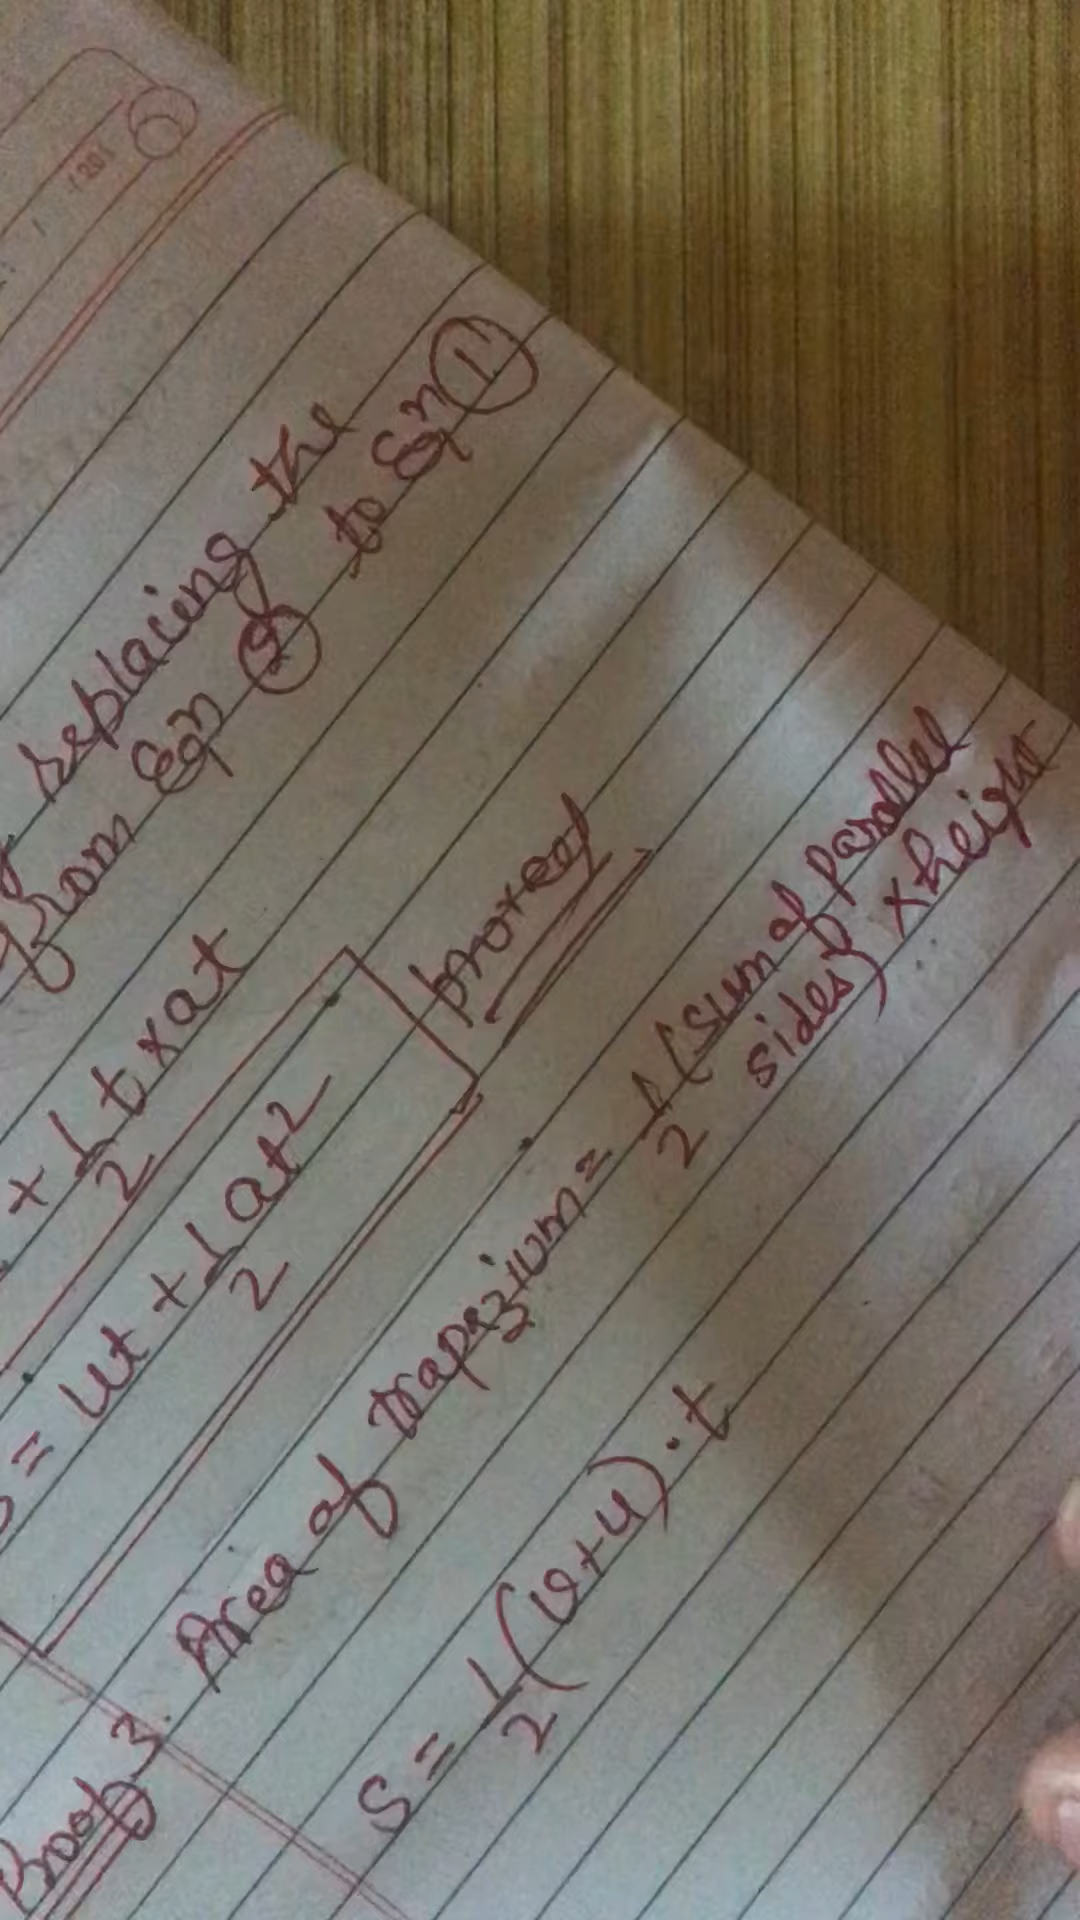 replacing the
from Eqn ② to Eqn ①
+ 1/2 t × at
= ut + 1/2 at²
proved
Proof 3. Area of trapezium = 1/2 (sum of parallel
sides) × height
S = 1/2 (v+u) · t